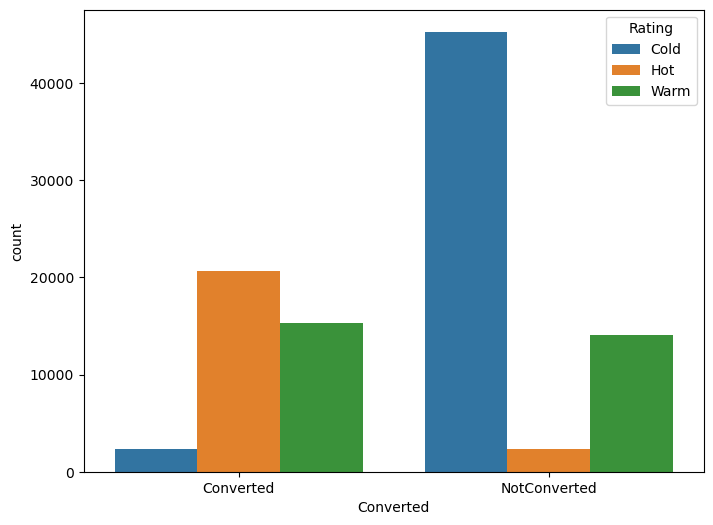 Rating
Cold
Hot
Warm
40000
30000
20000
10000
0
count
Converted
NotConverted
Converted